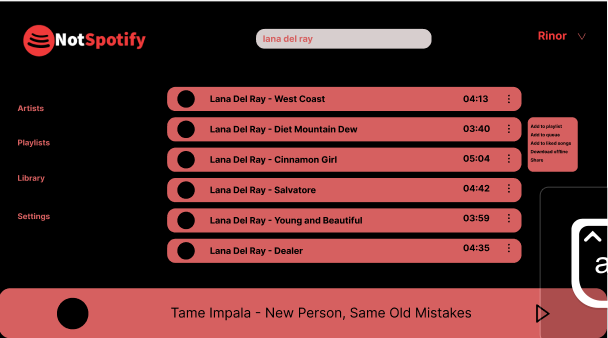 NotSpotify
lana del ray
Rinor
Artists
Playlists
Library
Settings
Lana Del Ray - West Coast 04:13
Lana Del Ray - Diet Mountain Dew 03:40
Lana Del Ray - Cinnamon Girl 05:04
Lana Del Ray - Salvatore 04:42
Lana Del Ray - Young and Beautiful 03:59
Lana Del Ray - Dealer 04:35
Add to playlist
Add to queue
Add to liked songs
Download offline
Share
a
Tame Impala - New Person, Same Old Mistakes